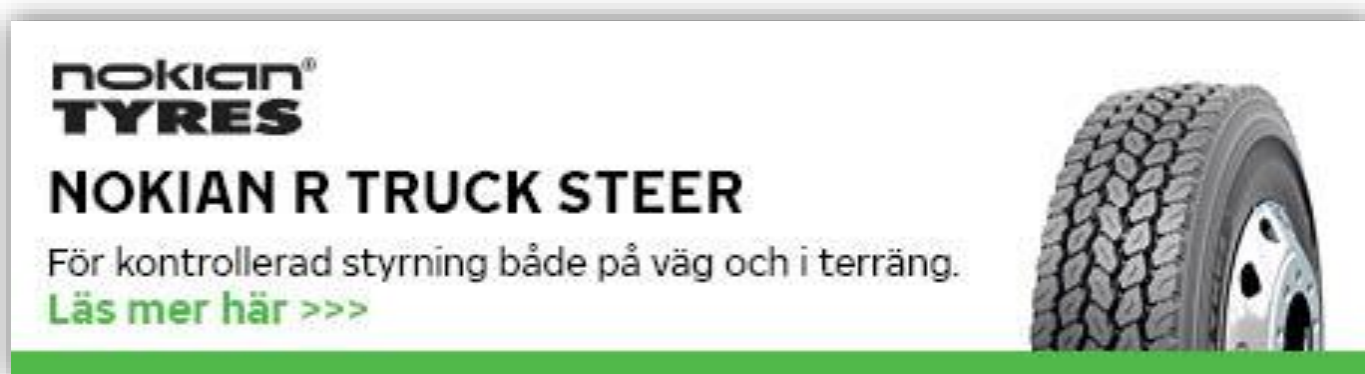 nokian®
TYRES
NOKIAN R TRUCK STEER
För kontrollerad styrning både på väg och i terräng.
Läs mer här >>>